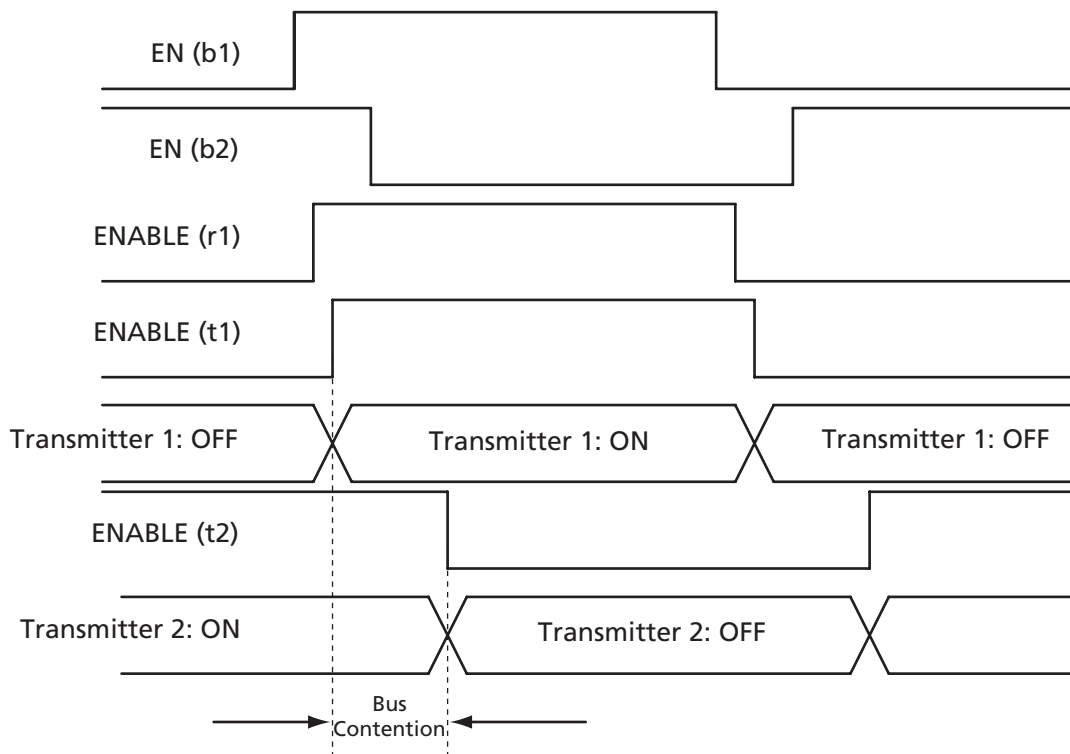 EN (b1)
EN (b2)
ENABLE (r1)
ENABLE (t1)
Transmitter 1: OFF
Transmitter 1: ON
Transmitter 1: OFF
ENABLE (t2)
Transmitter 2: ON
Transmitter 2: OFF
Bus
Contention